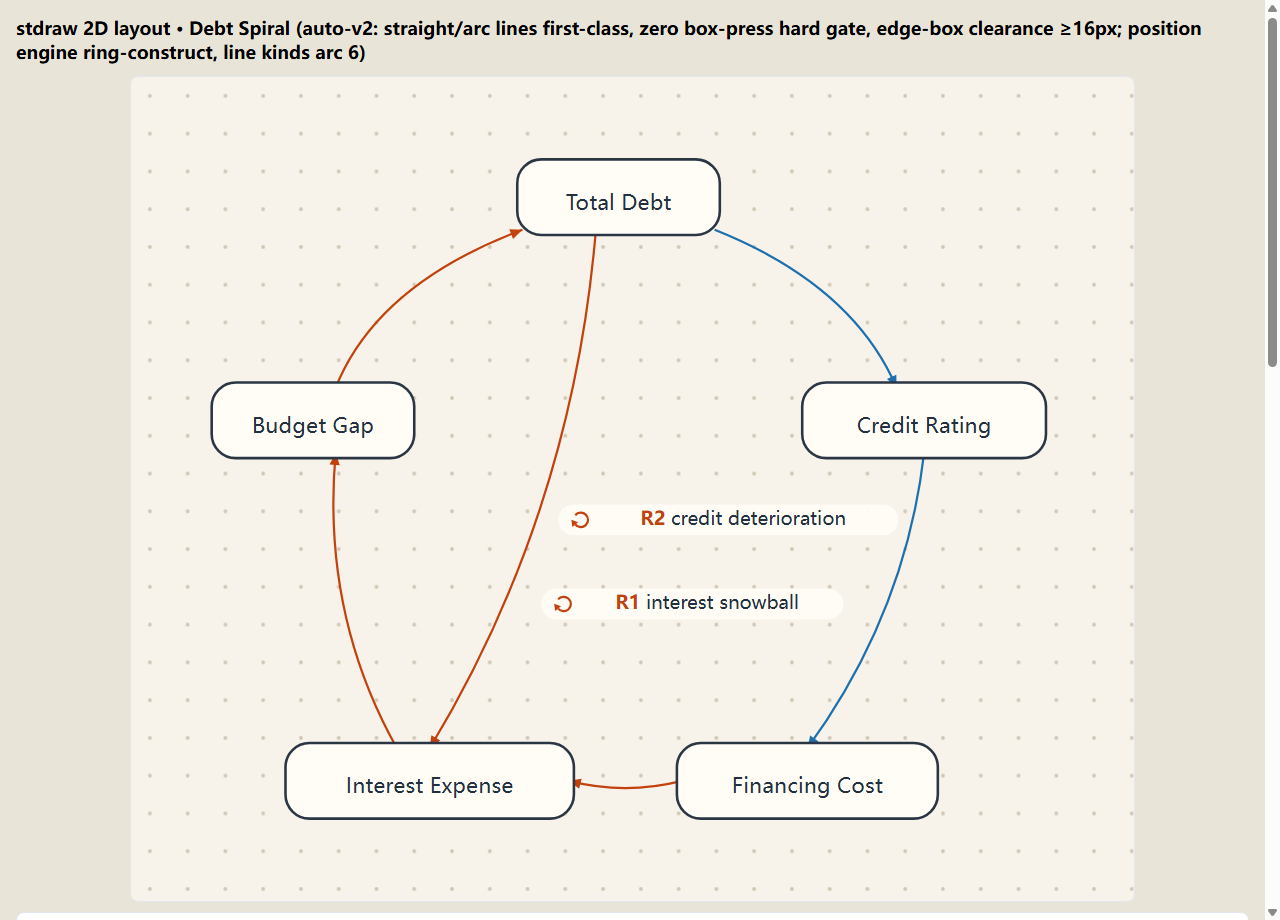 stdraw 2D layout • Debt Spiral (auto-v2: straight/arc lines first-class, zero box-press hard gate, edge-box clearance ≥16px; position
engine ring-construct, line kinds arc 6)
Total Debt
Budget Gap
Credit Rating
R2 credit deterioration
R1 interest snowball
Interest Expense
Financing Cost